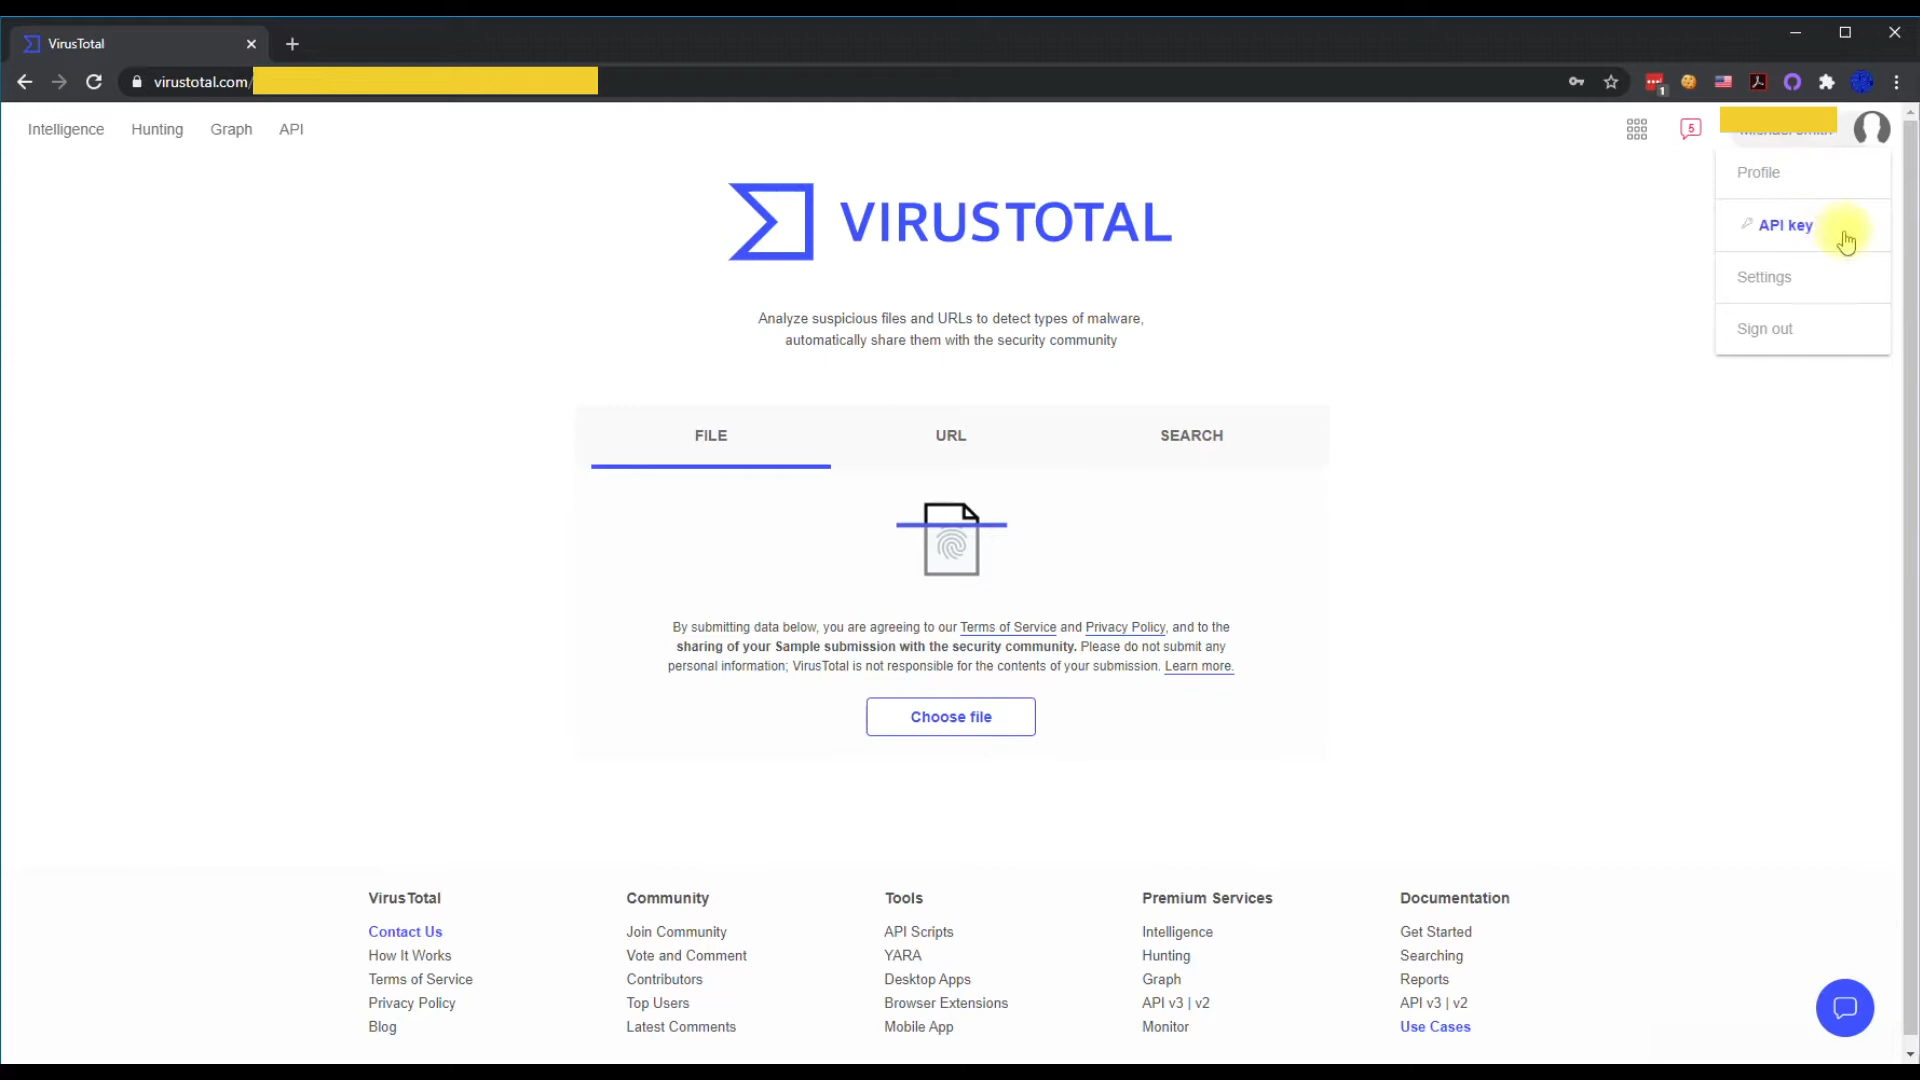 VirusTotal
virustotal.com/
1
Intelligence
Hunting
Graph
API
5
Profile
API key
Settings
Sign out
VIRUSTOTAL
Analyze suspicious files and URLs to detect types of malware,
automatically share them with the security community
FILE
URL
SEARCH
By submitting data below, you are agreeing to our Terms of Service and Privacy Policy, and to the
sharing of your Sample submission with the security community. Please do not submit any
personal information; VirusTotal is not responsible for the contents of your submission. Learn more.
Choose file
VirusTotal
Contact Us
How It Works
Terms of Service
Privacy Policy
Blog
Community
Join Community
Vote and Comment
Contributors
Top Users
Latest Comments
Tools
API Scripts
YARA
Desktop Apps
Browser Extensions
Mobile App
Premium Services
Intelligence
Hunting
Graph
API v3 | v2
Monitor
Documentation
Get Started
Searching
Reports
API v3 | v2
Use Cases